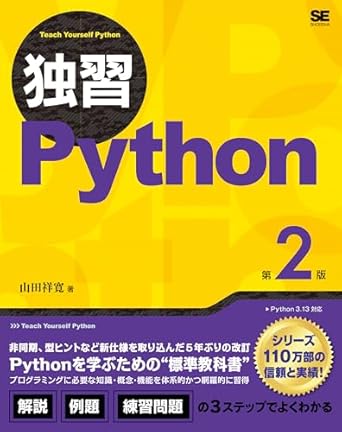 Teach Yourself Python
SE
SHOEISHA
独習
Python
第2版
山田祥寛 著
▶Python 3.13 対応
>>> Teach Yourself Python
非同期、型ヒントなど新仕様を取り込んだ5年ぶりの改訂
Pythonを学ぶための“標準教科書”
プログラミングに必要な知識・概念・機能を体系的かつ網羅的に習得
シリーズ
110万部の
信頼と実績!
解説 例題 練習問題 の3ステップでよくわかる